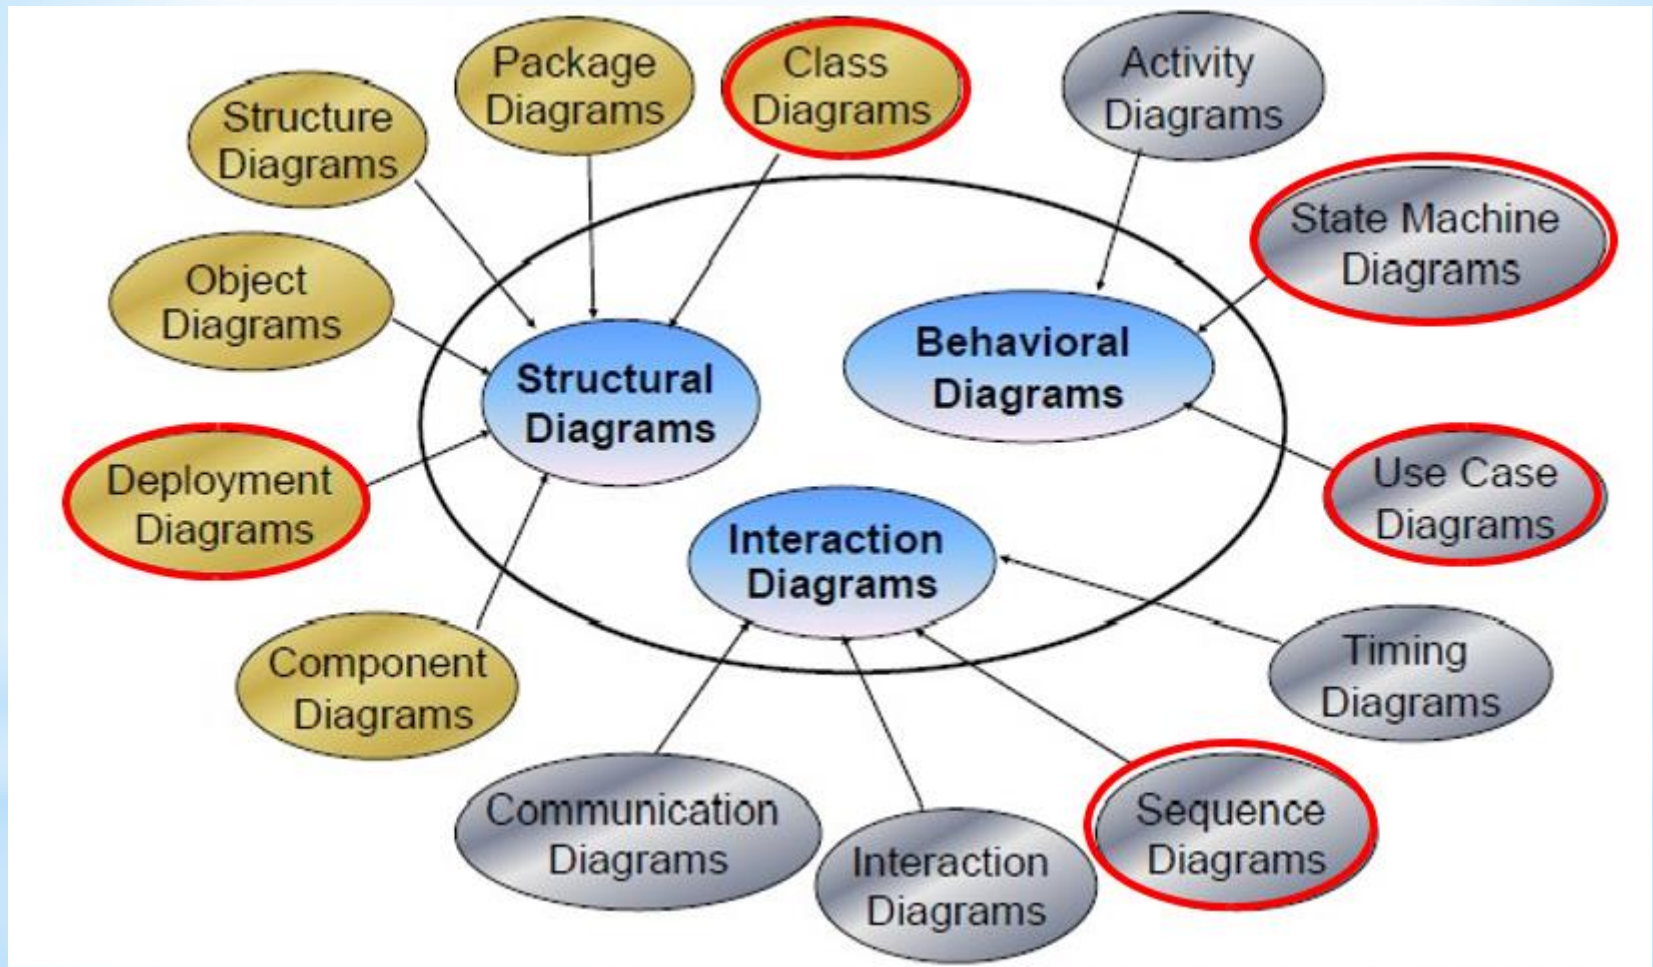 Package
Diagrams
Class
Diagrams
Activity
Diagrams
Structure
Diagrams
State Machine
Diagrams
Object
Diagrams
Behavioral
Diagrams
Structural
Diagrams
Deployment
Diagrams
Use Case
Diagrams
Interaction
Diagrams
Component
Diagrams
Timing
Diagrams
Communication
Diagrams
Interaction
Diagrams
Sequence
Diagrams